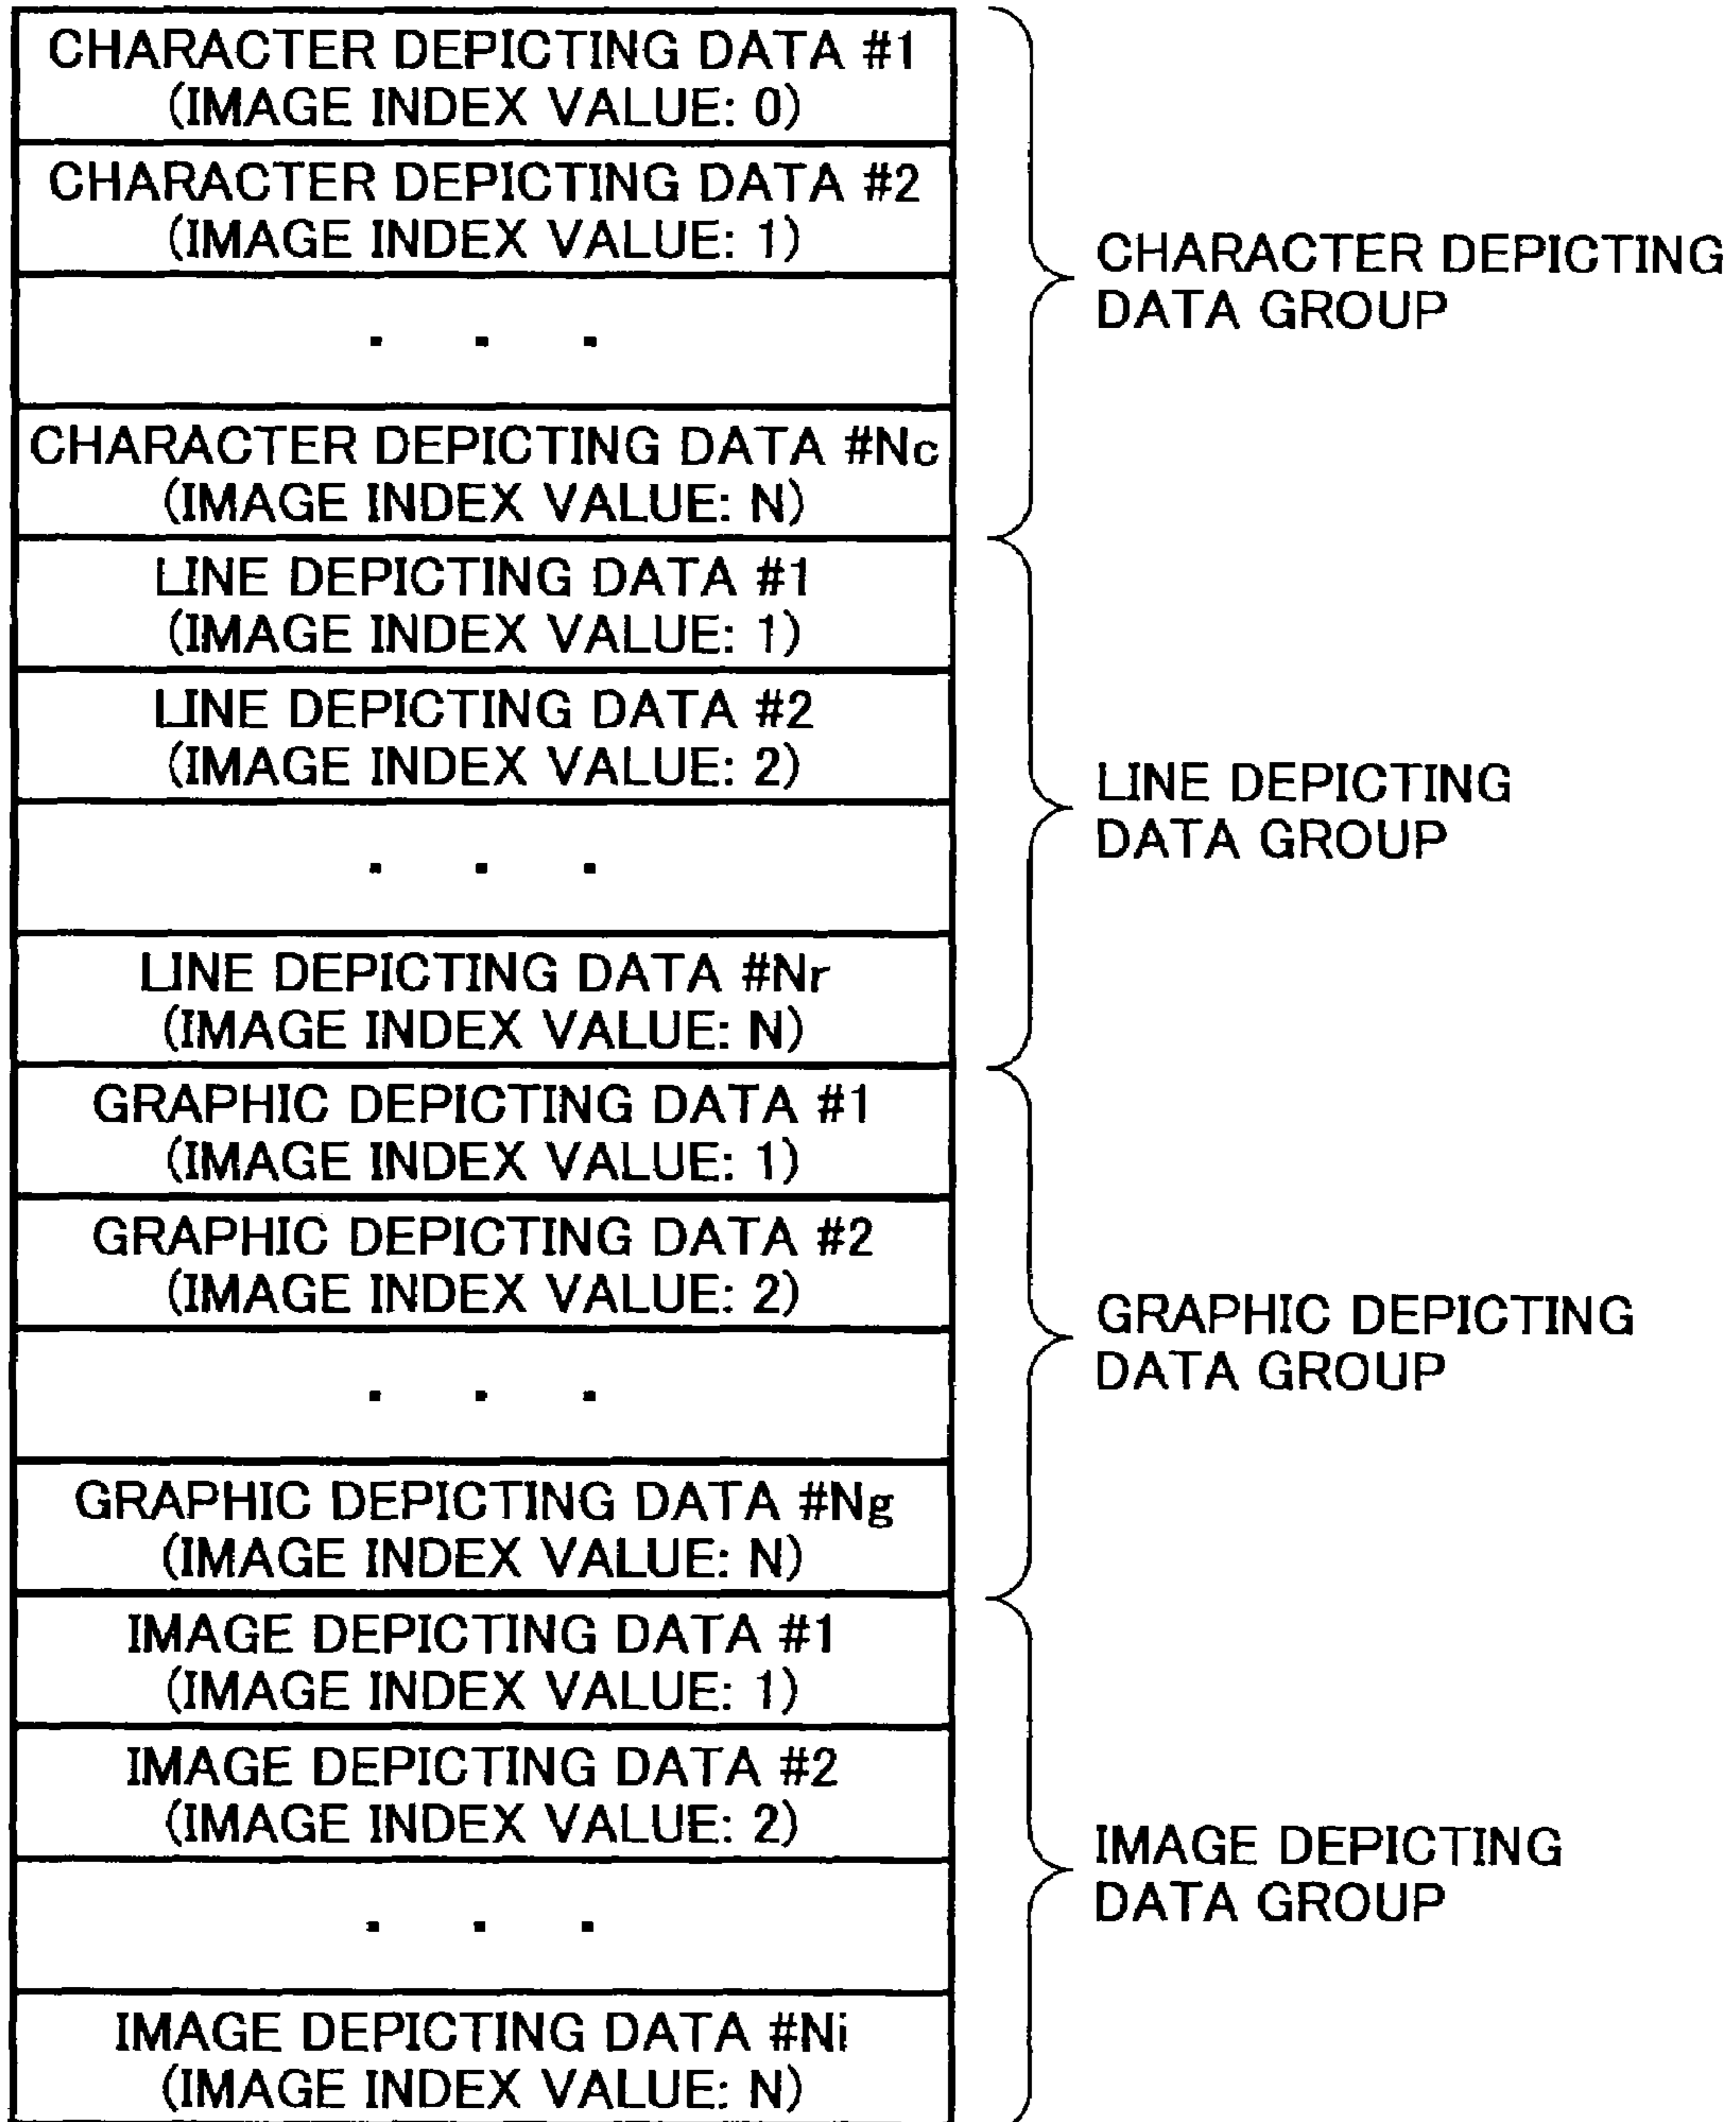 CHARACTER DEPICTING DATA #1
(IMAGE INDEX VALUE: 0)
CHARACTER DEPICTING DATA #2
(IMAGE INDEX VALUE: 1)
. . .
CHARACTER DEPICTING DATA #Nc
(IMAGE INDEX VALUE: N)
CHARACTER DEPICTING
DATA GROUP
LINE DEPICTING DATA #1
(IMAGE INDEX VALUE: 1)
LINE DEPICTING DATA #2
(IMAGE INDEX VALUE: 2)
. . .
LINE DEPICTING DATA #Nr
(IMAGE INDEX VALUE: N)
LINE DEPICTING
DATA GROUP
GRAPHIC DEPICTING DATA #1
(IMAGE INDEX VALUE: 1)
GRAPHIC DEPICTING DATA #2
(IMAGE INDEX VALUE: 2)
. . .
GRAPHIC DEPICTING DATA #Ng
(IMAGE INDEX VALUE: N)
GRAPHIC DEPICTING
DATA GROUP
IMAGE DEPICTING DATA #1
(IMAGE INDEX VALUE: 1)
IMAGE DEPICTING DATA #2
(IMAGE INDEX VALUE: 2)
. . .
IMAGE DEPICTING DATA #Ni
(IMAGE INDEX VALUE: N)
IMAGE DEPICTING
DATA GROUP